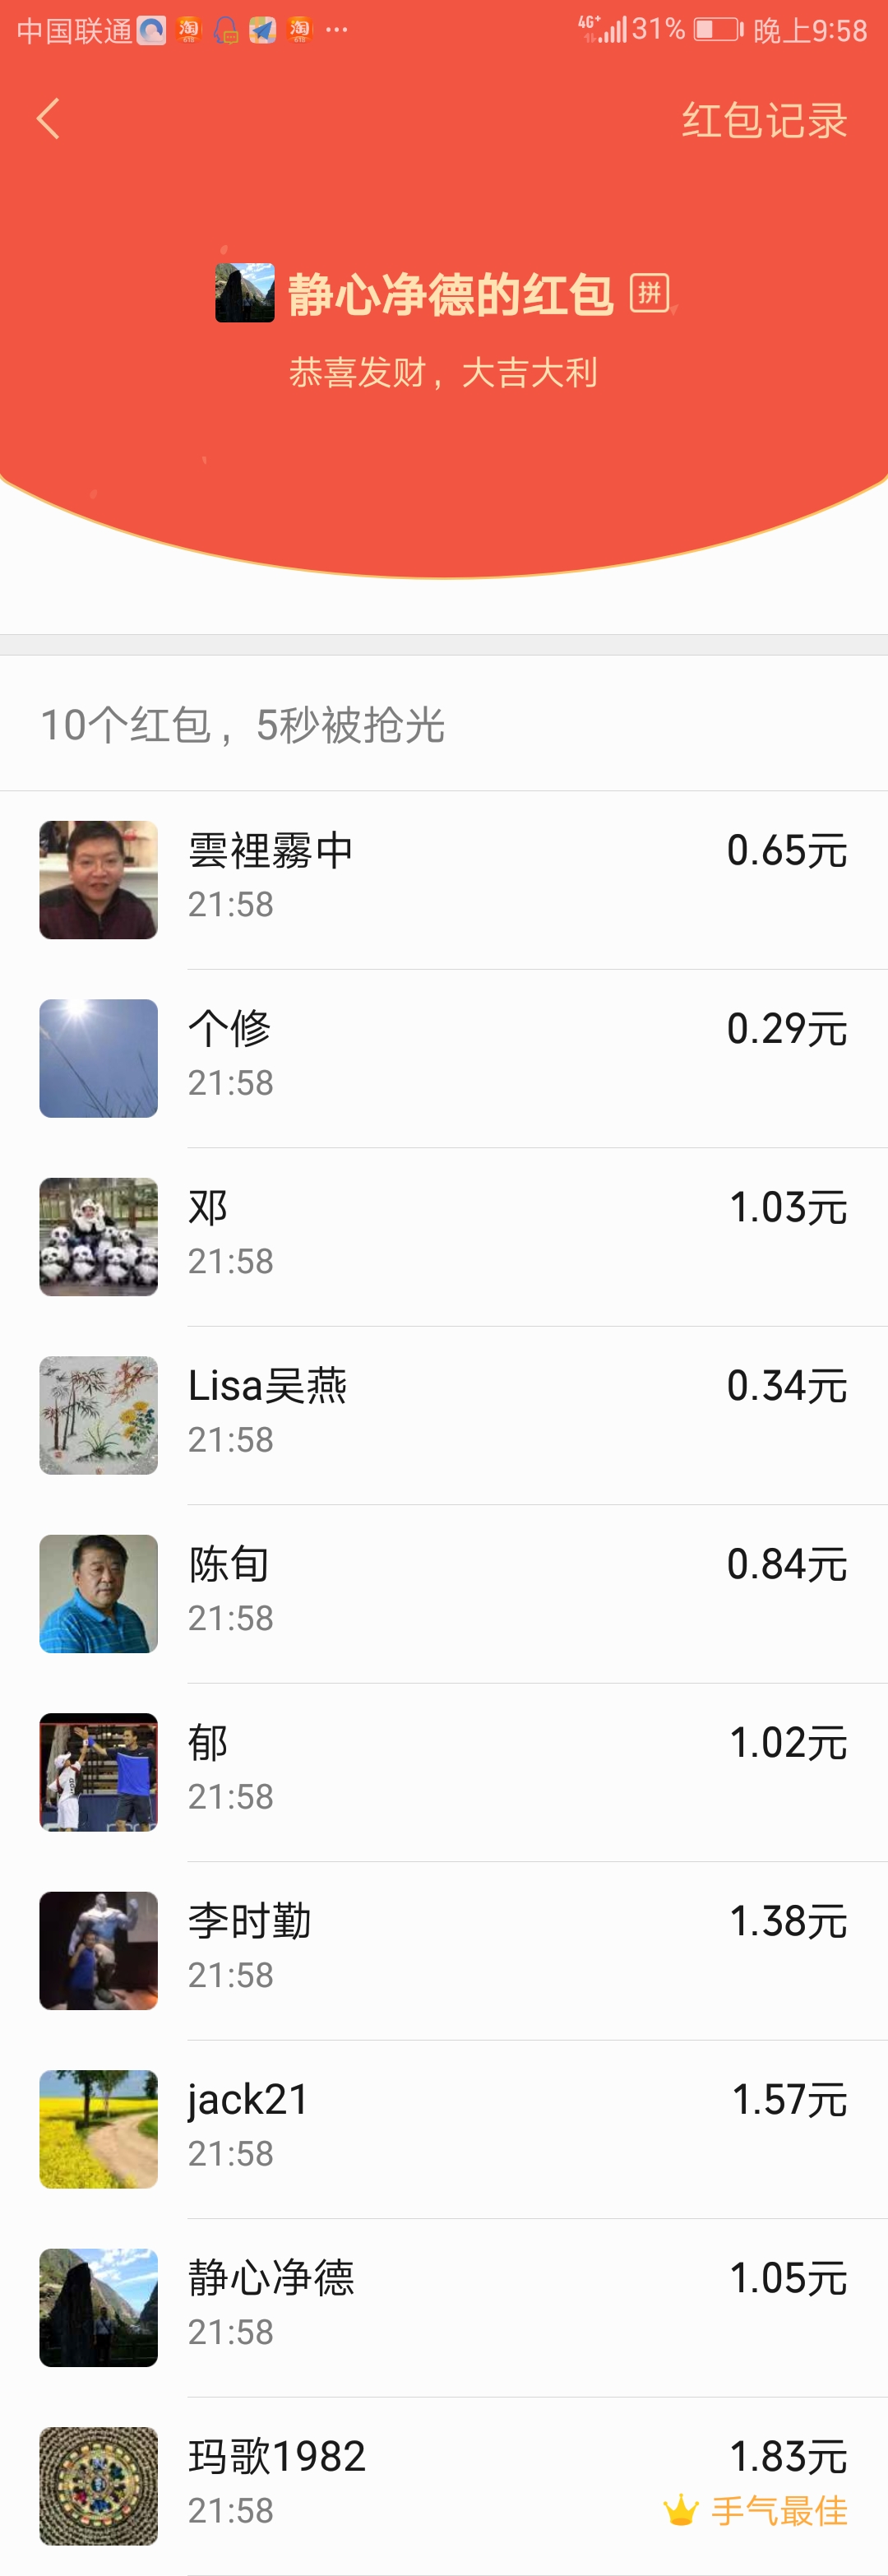 中国联通 淘 淘 ... 4G+ 31% 晚上9:58
红包记录
静心净德的红包 拼
恭喜发财，大吉大利
10个红包，5秒被抢光
雲裡霧中 0.65元
21:58
个修 0.29元
21:58
邓 1.03元
21:58
Lisa吴燕 0.34元
21:58
陈旬 0.84元
21:58
郁 1.02元
21:58
李时勤 1.38元
21:58
jack21 1.57元
21:58
静心净德 1.05元
21:58
玛歌1982 1.83元
21:58 手气最佳